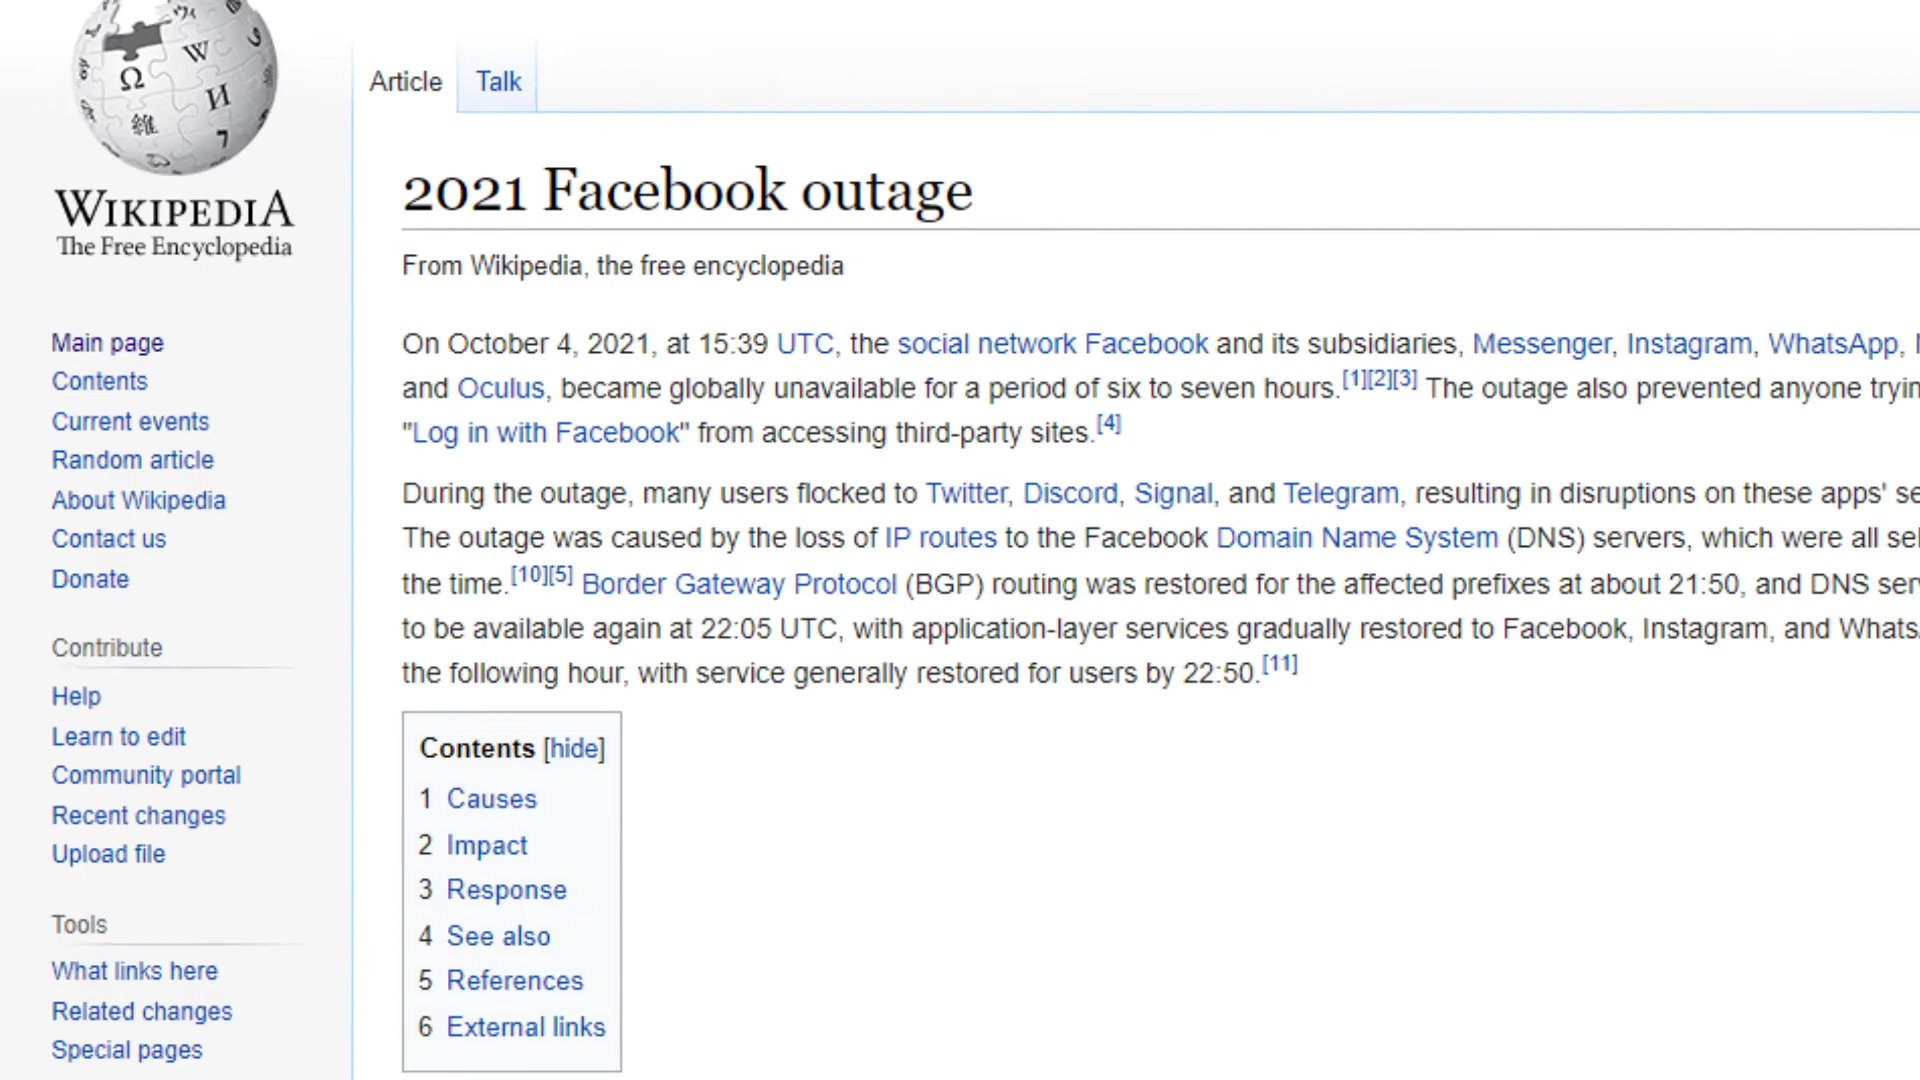 WIKIPEDIA
The Free Encyclopedia
Main page
Contents
Current events
Random article
About Wikipedia
Contact us
Donate
Contribute
Help
Learn to edit
Community portal
Recent changes
Upload file
Tools
What links here
Related changes
Special pages
Article Talk
2021 Facebook outage
From Wikipedia, the free encyclopedia
On October 4, 2021, at 15:39 UTC, the social network Facebook and its subsidiaries, Messenger, Instagram, WhatsApp,
and Oculus, became globally unavailable for a period of six to seven hours.[1][2][3] The outage also prevented anyone
"Log in with Facebook" from accessing third-party sites.[4]
During the outage, many users flocked to Twitter, Discord, Signal, and Telegram, resulting in disruptions on these apps'
The outage was caused by the loss of IP routes to the Facebook Domain Name System (DNS) servers, which were all
the time.[10][5] Border Gateway Protocol (BGP) routing was restored for the affected prefixes at about 21:50, and DNS
to be available again at 22:05 UTC, with application-layer services gradually restored to Facebook, Instagram, and
the following hour, with service generally restored for users by 22:50.[11]
Contents [hide]
1 Causes
2 Impact
3 Response
4 See also
5 References
6 External links